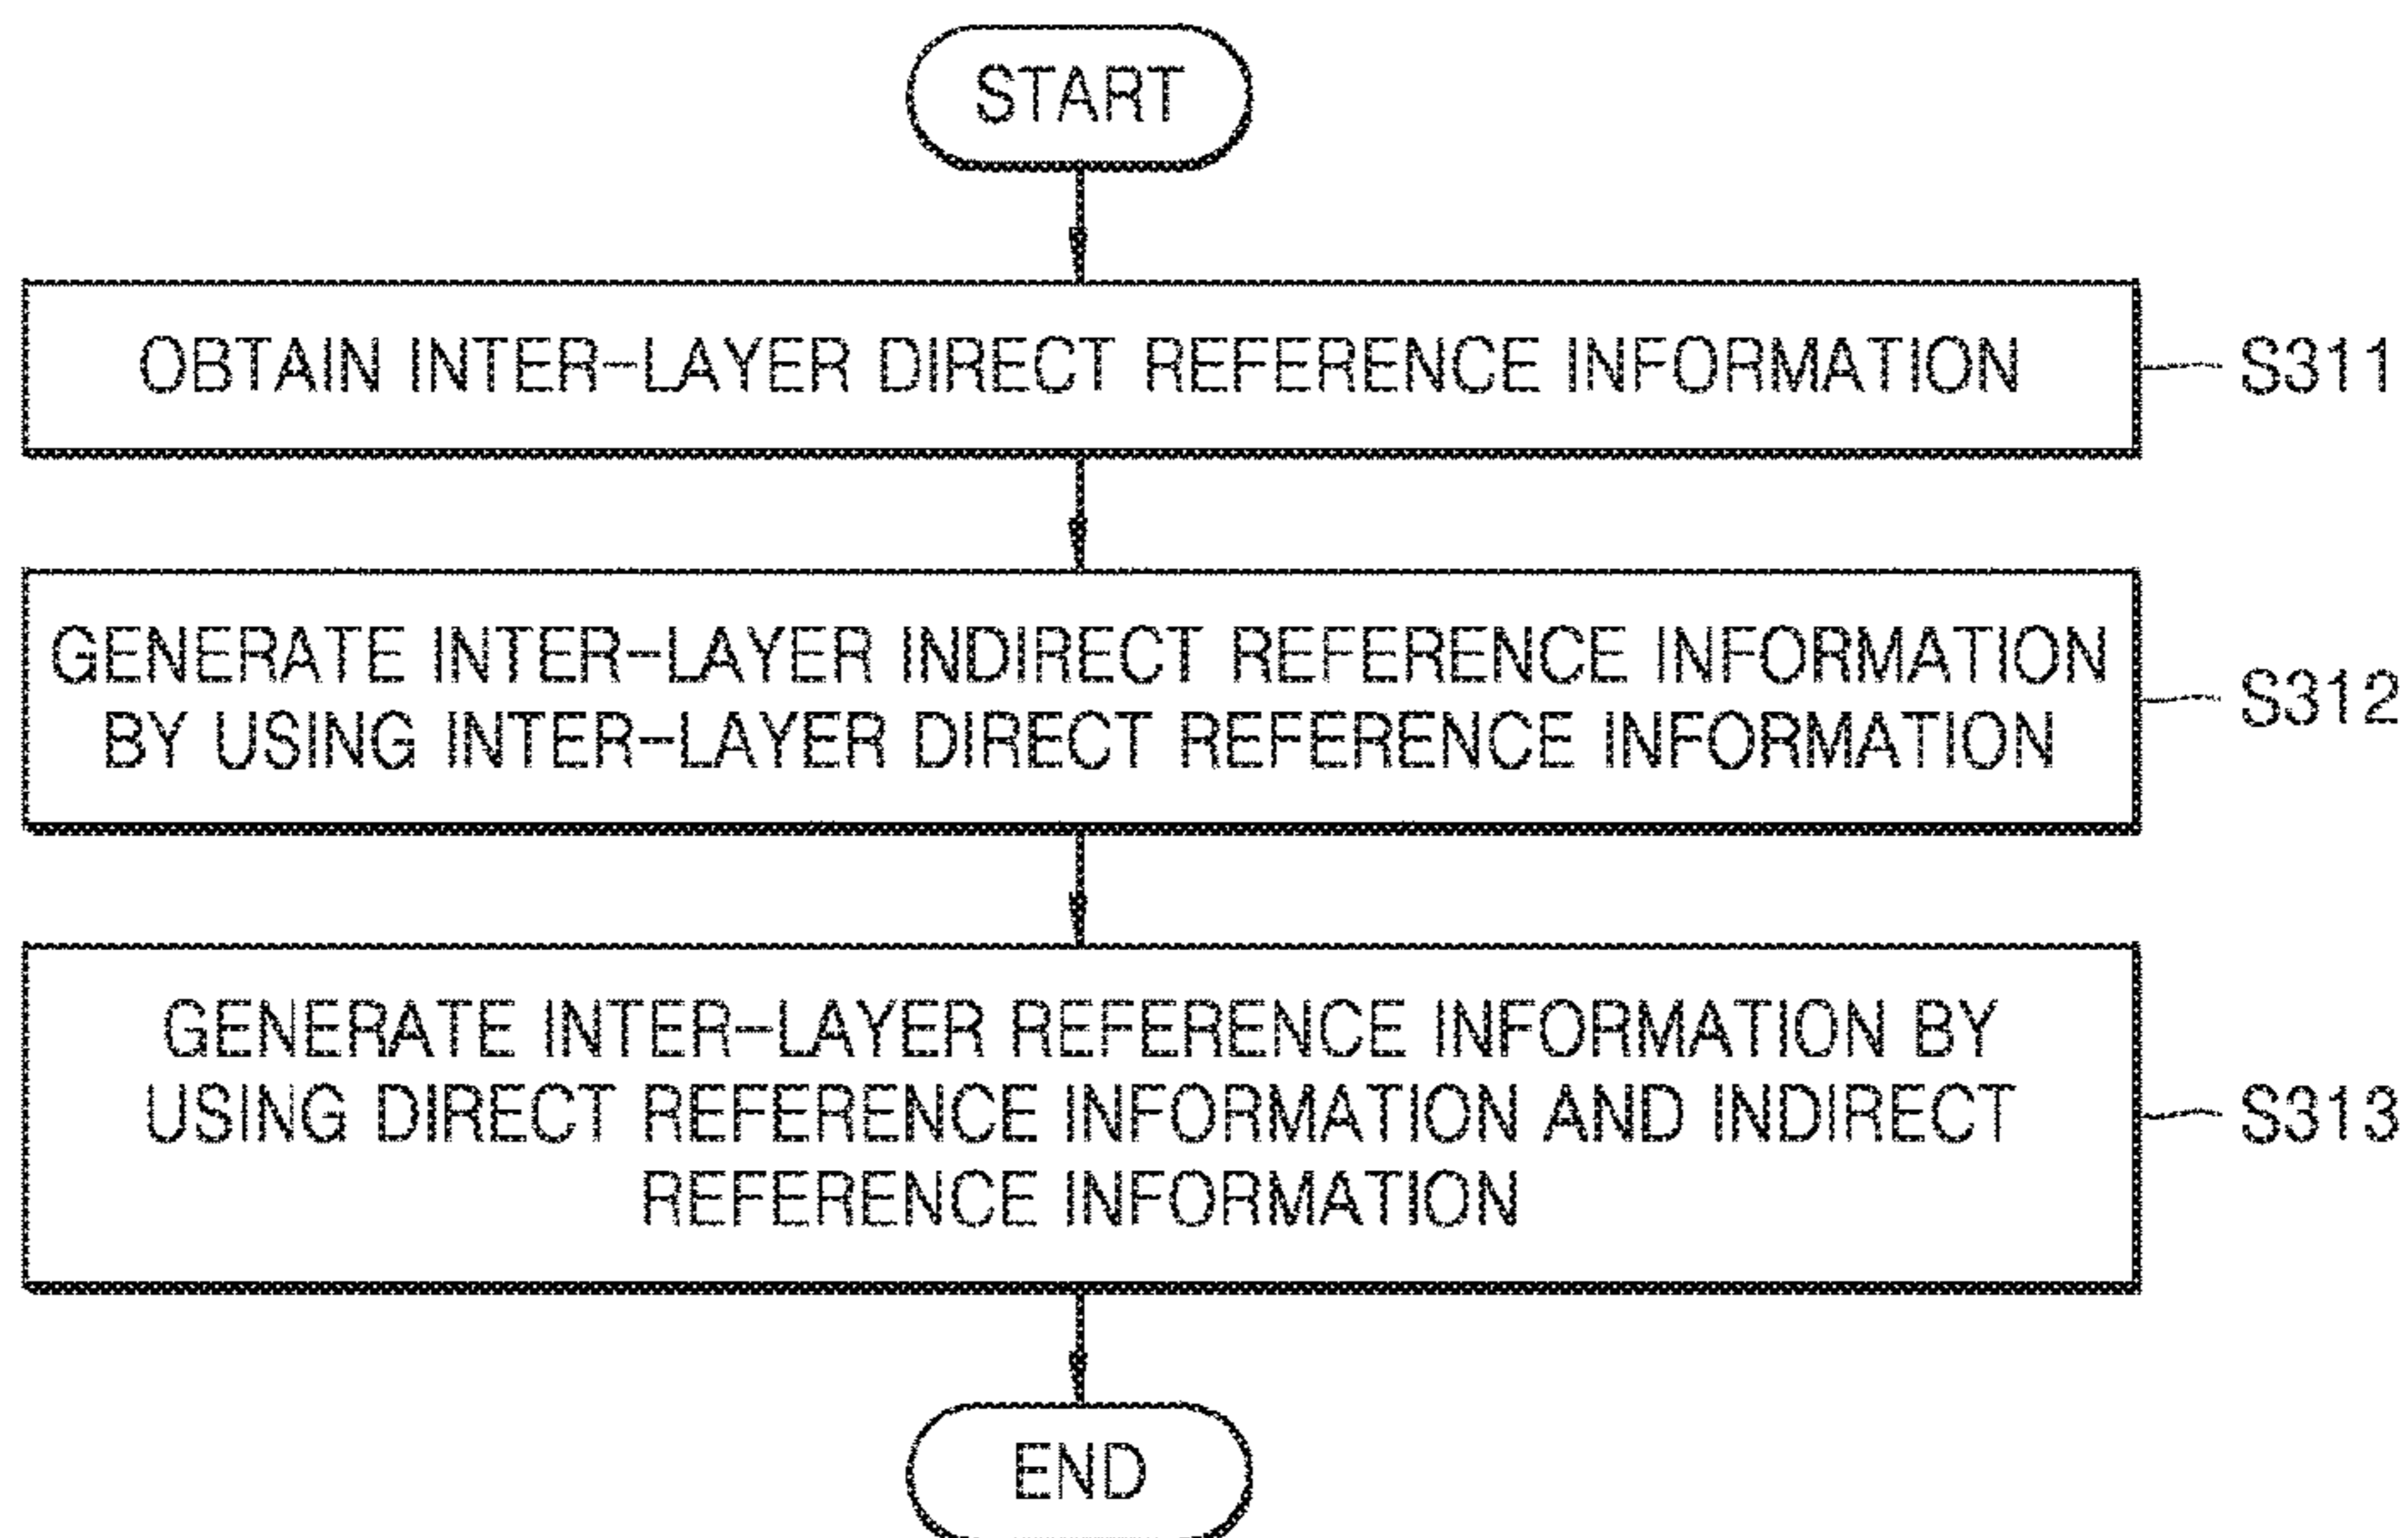 START
OBTAIN INTER-LAYER DIRECT REFERENCE INFORMATION
S311
GENERATE INTER-LAYER INDIRECT REFERENCE INFORMATION
BY USING INTER-LAYER DIRECT REFERENCE INFORMATION
S312
GENERATE INTER-LAYER REFERENCE INFORMATION BY
USING DIRECT REFERENCE INFORMATION AND INDIRECT
REFERENCE INFORMATION
S313
END